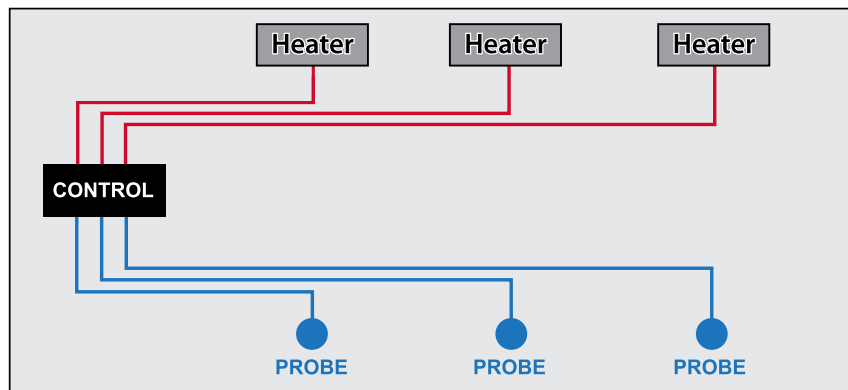 Heater
Heater
Heater
CONTROL
PROBE
PROBE
PROBE